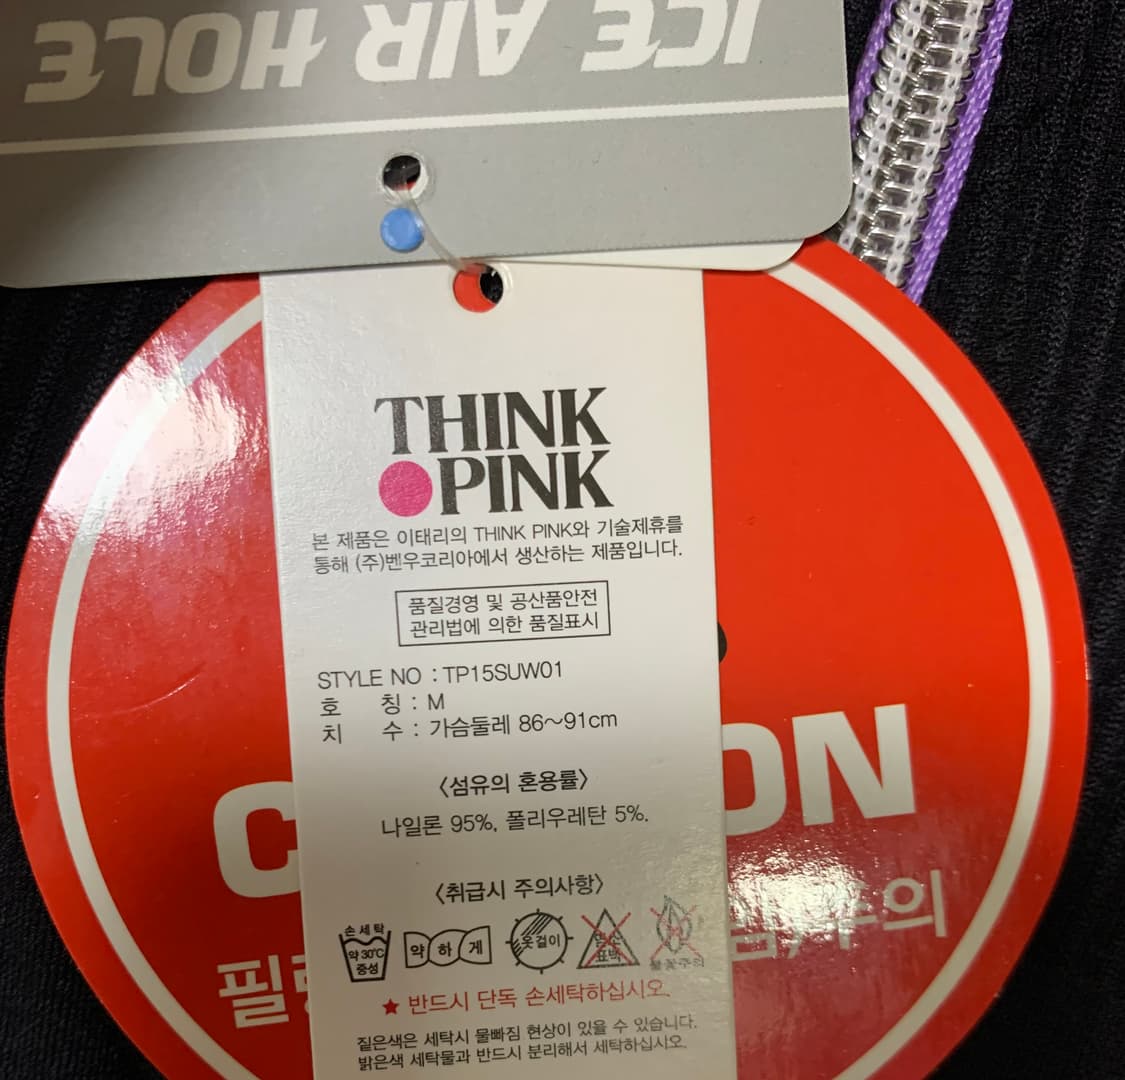 ICE AIR HOLE
THINK
PINK
본 제품은 이태리의 THINK PINK와 기술제휴를
통해 (주)벤우코리아에서 생산하는 제품입니다.
품질경영 및 공산품안전
관리법에 의한 품질표시
STYLE NO : TP15SUW01
호 칭 : M
치 수 : 가슴둘레 86~91cm
<섬유의 혼용률>
나일론 95%, 폴리우레탄 5%.
<취급시 주의사항>
손세탁
약 30℃
중성
약하게
옷걸이
염소
표백
불꽃주의
★ 반드시 단독 손세탁하십시오.
짙은색은 세탁시 물빠짐 현상이 있을 수 있습니다.
밝은색 세탁물과 반드시 분리해서 세탁하십시오.
C ON
필 주의